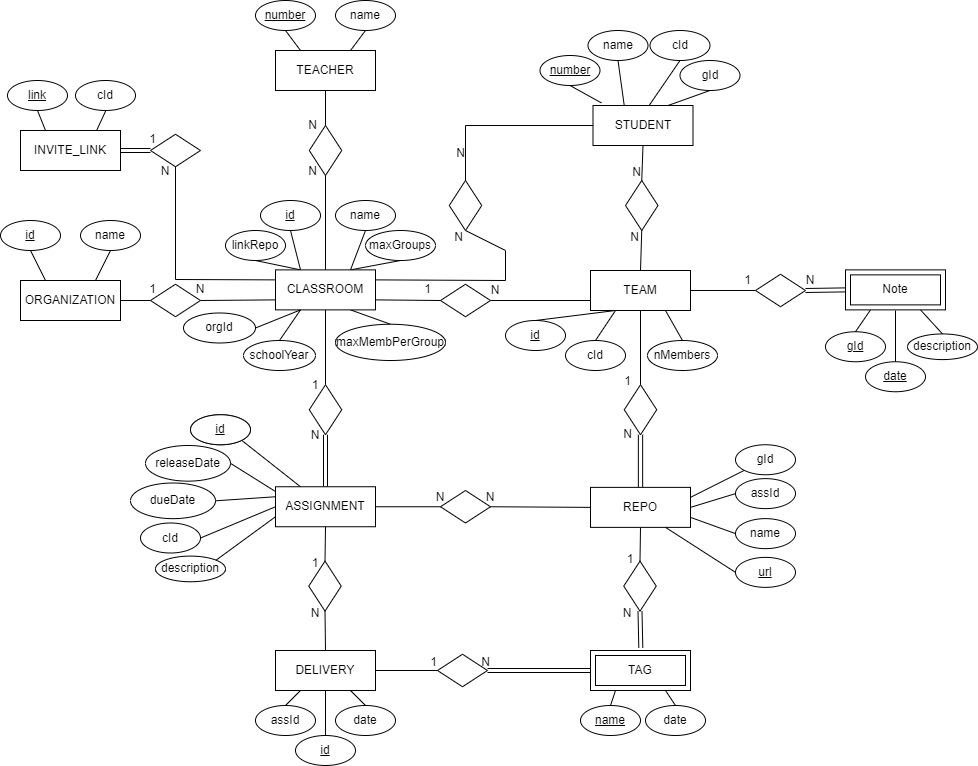 number name
TEACHER
number name cId gId
STUDENT
link cId
INVITE_LINK
1 N
N N
N N
N N
id name
ORGANIZATION
1 N
id name
linkRepo maxGroups
CLASSROOM
orgId
schoolYear
maxMembPerGroup
1 N
TEAM
id cId nMembers
1 N
Note
gId date description
1 N
1 N
id
releaseDate
dueDate
cId
description
ASSIGNMENT
N N
REPO
gId
assId
name
url
1 N
1 N
DELIVERY
assId id date
1 N
TAG
name date